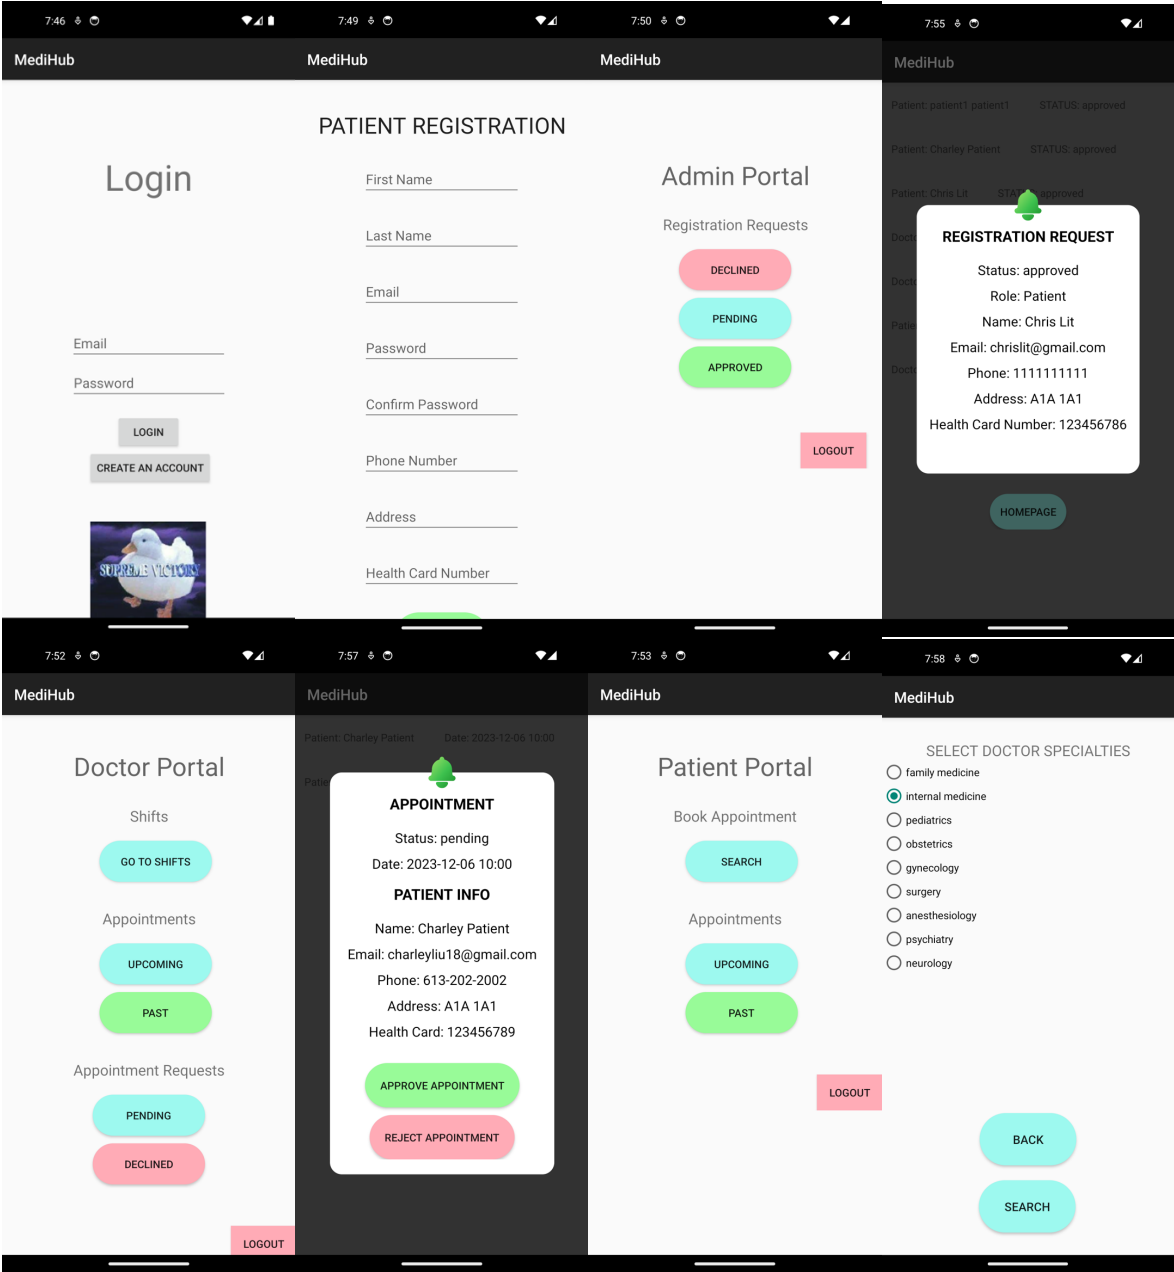 7:46
MediHub
Login
Email
Password
LOGIN
CREATE AN ACCOUNT
SUPREME VICTORY
7:49
MediHub
PATIENT REGISTRATION
First Name
Last Name
Email
Password
Confirm Password
Phone Number
Address
Health Card Number
7:50
MediHub
Admin Portal
Registration Requests
DECLINED
PENDING
APPROVED
LOGOUT
7:55
MediHub
Patient: patient1 patient1 STATUS: approved
Patient: Charley Patient STATUS: approved
Patient: Chris Lit STATUS: approved
REGISTRATION REQUEST
Status: approved
Role: Patient
Name: Chris Lit
Email: chrislit@gmail.com
Phone: 1111111111
Address: A1A 1A1
Health Card Number: 123456786
HOMEPAGE
7:52
MediHub
Doctor Portal
Shifts
GO TO SHIFTS
Appointments
UPCOMING
PAST
Appointment Requests
PENDING
DECLINED
LOGOUT
7:57
MediHub
Patient: Charley Patient Date: 2023-12-06 10:00
APPOINTMENT
Status: pending
Date: 2023-12-06 10:00
PATIENT INFO
Name: Charley Patient
Email: charleyliu18@gmail.com
Phone: 613-202-2002
Address: A1A 1A1
Health Card: 123456789
APPROVE APPOINTMENT
REJECT APPOINTMENT
7:53
MediHub
Patient Portal
Book Appointment
SEARCH
Appointments
UPCOMING
PAST
LOGOUT
7:58
MediHub
SELECT DOCTOR SPECIALTIES
family medicine
internal medicine
pediatrics
obstetrics
gynecology
surgery
anesthesiology
psychiatry
neurology
BACK
SEARCH